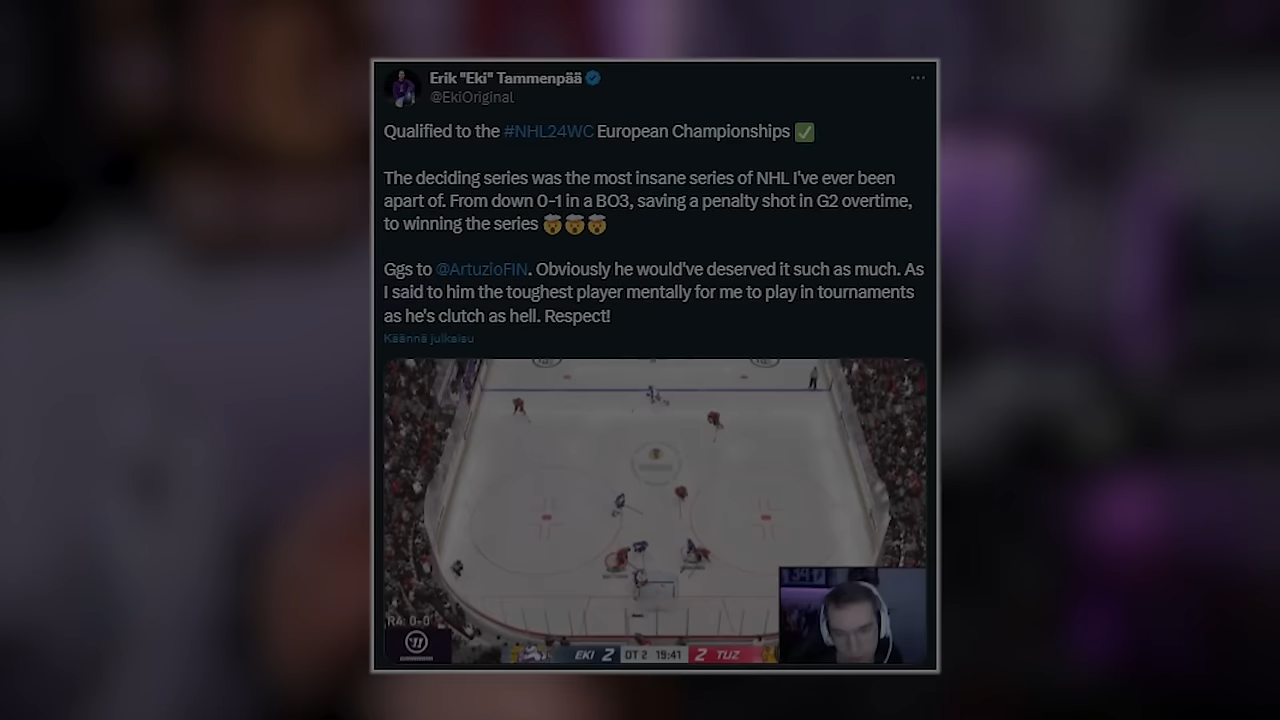 Erik "Eki" Tammenpää
@EkiOriginal
Qualified to the #NHL24WC European Championships ✅
The deciding series was the most insane series of NHL I've ever been
apart of. From down 0-1 in a BO3, saving a penalty shot in G2 overtime,
to winning the series 🤯🤯🤯
Ggs to @ArtuzioFIN. Obviously he would've deserved it such as much. As
I said to him the toughest player mentally for me to play in tournaments
as he's clutch as hell. Respect!
Käännä julkaisu
R4: 0-0
EKI 2 OT 2 19:41 2 TUZ